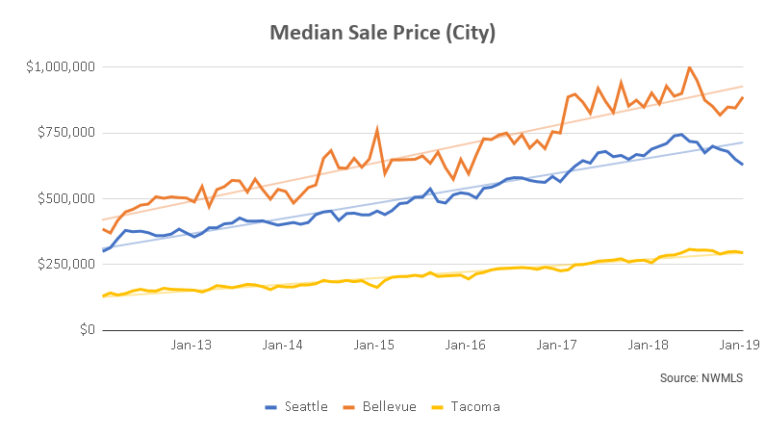 Median Sale Price (City)
$1,000,000
$750,000
$500,000
$250,000
$0
Jan-13 Jan-14 Jan-15 Jan-16 Jan-17 Jan-18 Jan-19
Source: NWMLS
Seattle Bellevue Tacoma